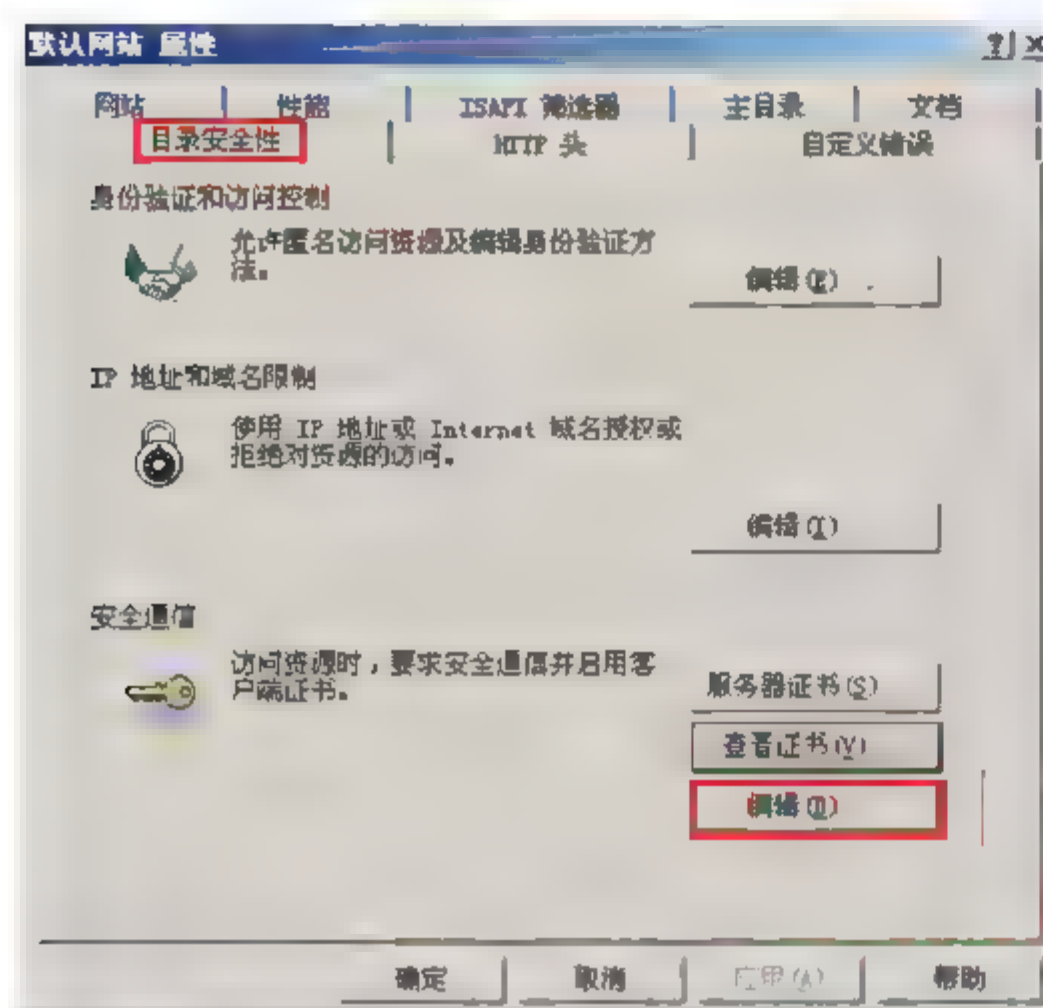 默认网站 属性
网站 性能 ISAPI 筛选器 主目录 文档
目录安全性 HTTP 头 自定义错误
身份验证和访问控制
允许匿名访问资源及编辑身份验证方
法。
编辑(E)
IP 地址和域名限制
使用 IP 地址或 Internet 域名授权或
拒绝对资源的访问。
编辑(I)
安全通信
访问资源时，要求安全通信并启用客
户端证书。
服务器证书(S)
查看证书(V)
编辑(D)
确定 取消 应用(A) 帮助